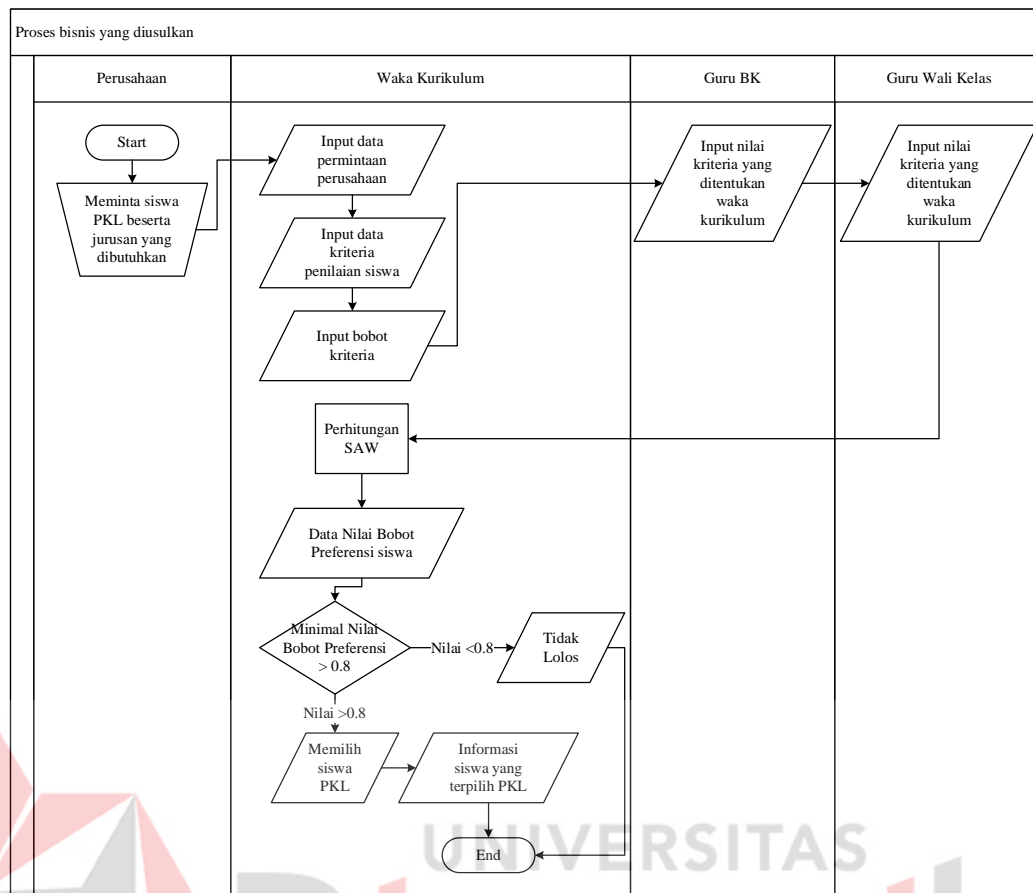 Proses bisnis yang diusulkan
Perusahaan
Waka Kurikulum
Guru BK
Guru Wali Kelas
Start
Meminta siswa
PKL beserta
jurusan yang
dibutuhkan
Input data
permintaan
perusahaan
Input data
kriteria
penilaian siswa
Input bobot
kriteria
Input nilai
kriteria yang
ditentukan
waka
kurikulum
Input nilai
kriteria yang
ditentukan
waka
kurikulum
Perhitungan
SAW
Data Nilai Bobot
Preferensi siswa
Minimal Nilai
Bobot Preferensi
> 0.8
Nilai <0.8
Tidak
Lolos
Nilai >0.8
Memilih
siswa
PKL
Informasi
siswa yang
terpilih PKL
End
UNIVERSITAS